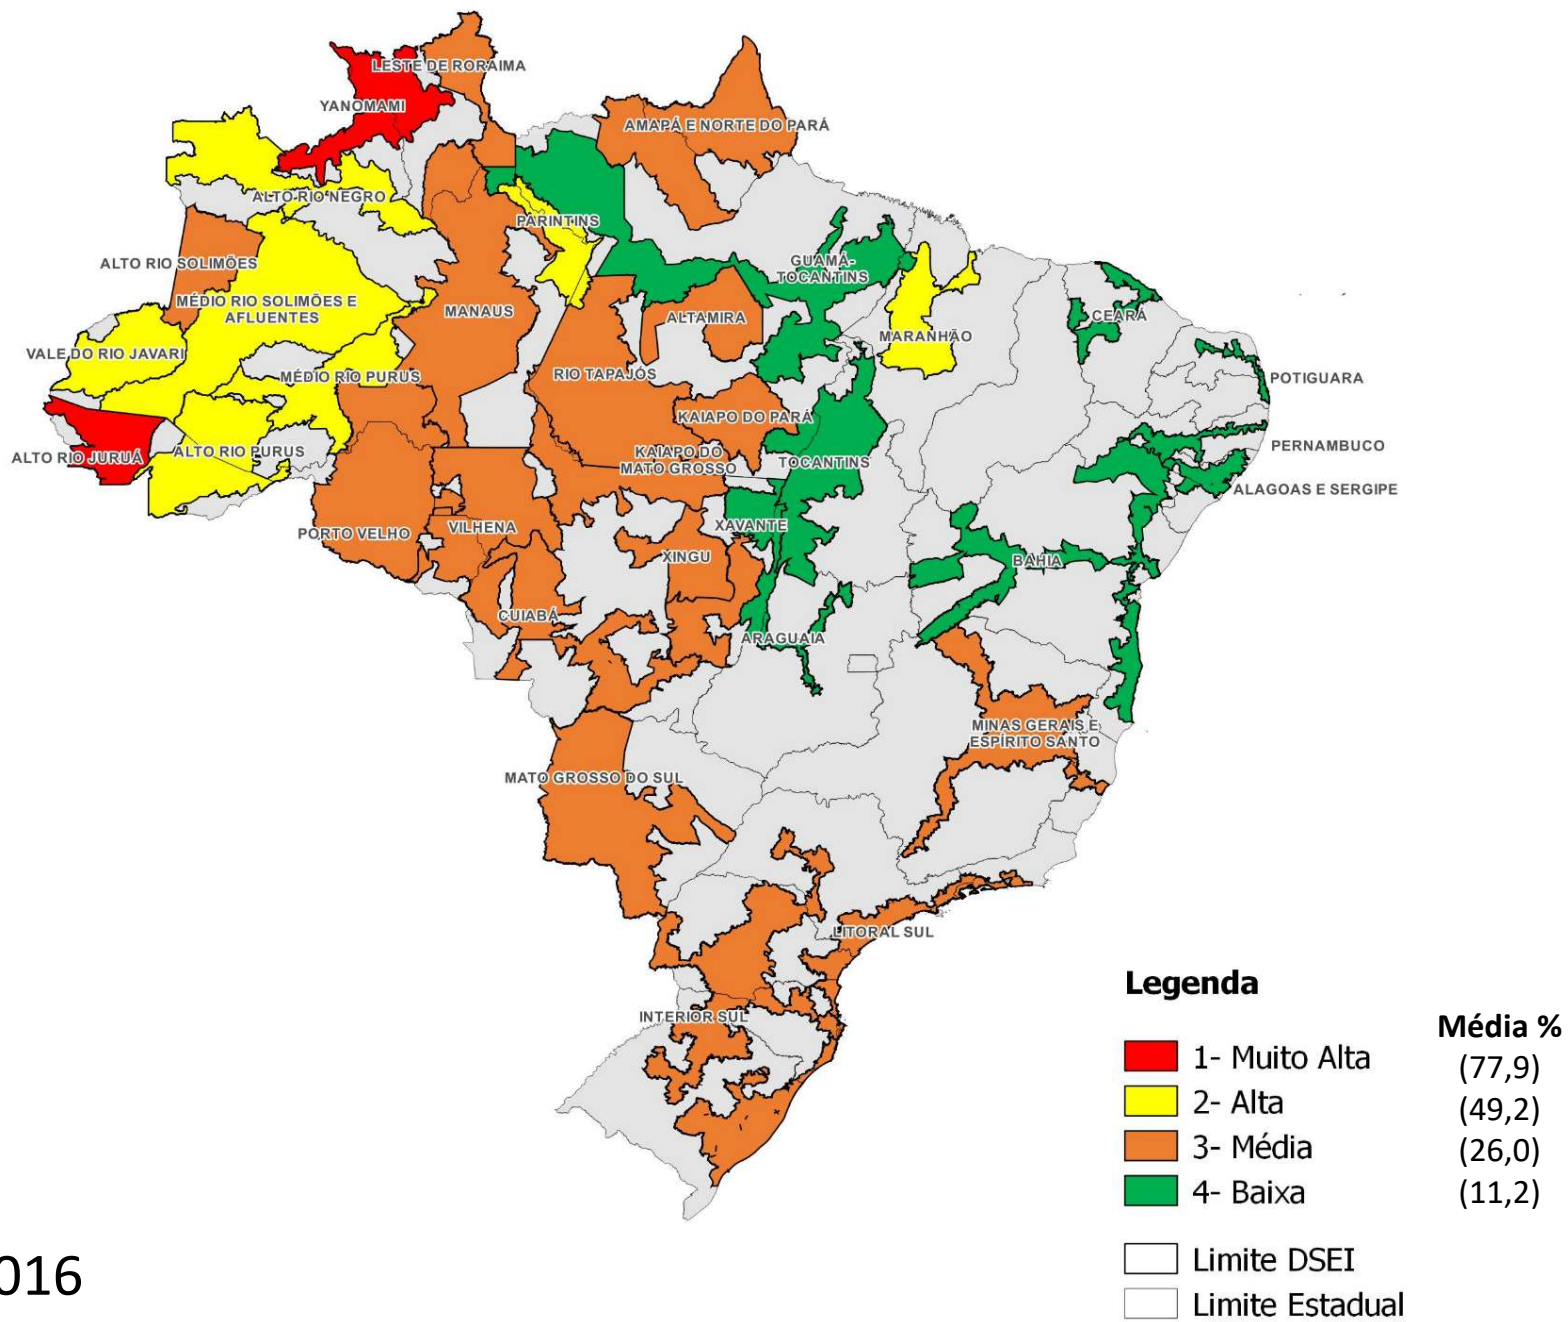 LESTE DE RORAIMA
YANOMAMI
AMAPÁ E NORTE DO PARÁ
ALTO RIO NEGRO
PARINTINS
ALTO RIO SOLIMÕES
GUAMÁ-
TOCANTINS
MÉDIO RIO SOLIMÕES E
AFLUENTES
MANAUS
ALTAMIRA
CEARÁ
MARANHÃO
VALE DO RIO JAVARI
MÉDIO RIO PURUS
RIO TAPAJÓS
POTIGUARA
KAIAPO DO PARÁ
PERNAMBUCO
ALTO RIO JURUÁ
ALTO RIO PURUS
KAIAPO DO
MATO GROSSO
TOCANTINS
ALAGOAS E SERGIPE
PORTO VELHO
VILHENA
XAVANTE
XINGU
BAHIA
CUIABÁ
ARAGUAIA
MINAS GERAIS E
ESPÍRITO SANTO
MATO GROSSO DO SUL
LITORAL SUL
INTERIOR SUL
Legenda
Média %
1- Muito Alta (77,9)
2- Alta (49,2)
3- Média (26,0)
4- Baixa (11,2)
Limite DSEI
Limite Estadual
016